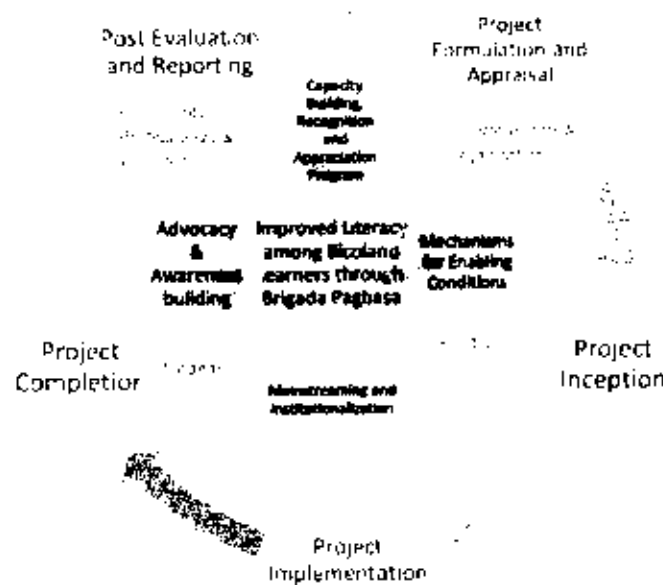 Post Evaluation
and Reporting
Project
Formulation and
Appraisal
Capacity
Building,
Recognition
and
Appreciation
Program
Advocacy
&
Awareness
building
Improved Literacy
among Bicoland
learners through
Brigada Pagbasa
Mechanisms
for Enabling
Conditions
Project
Completion
Project
Inception
Mainstreaming and
Institutionalization
Project
Implementation